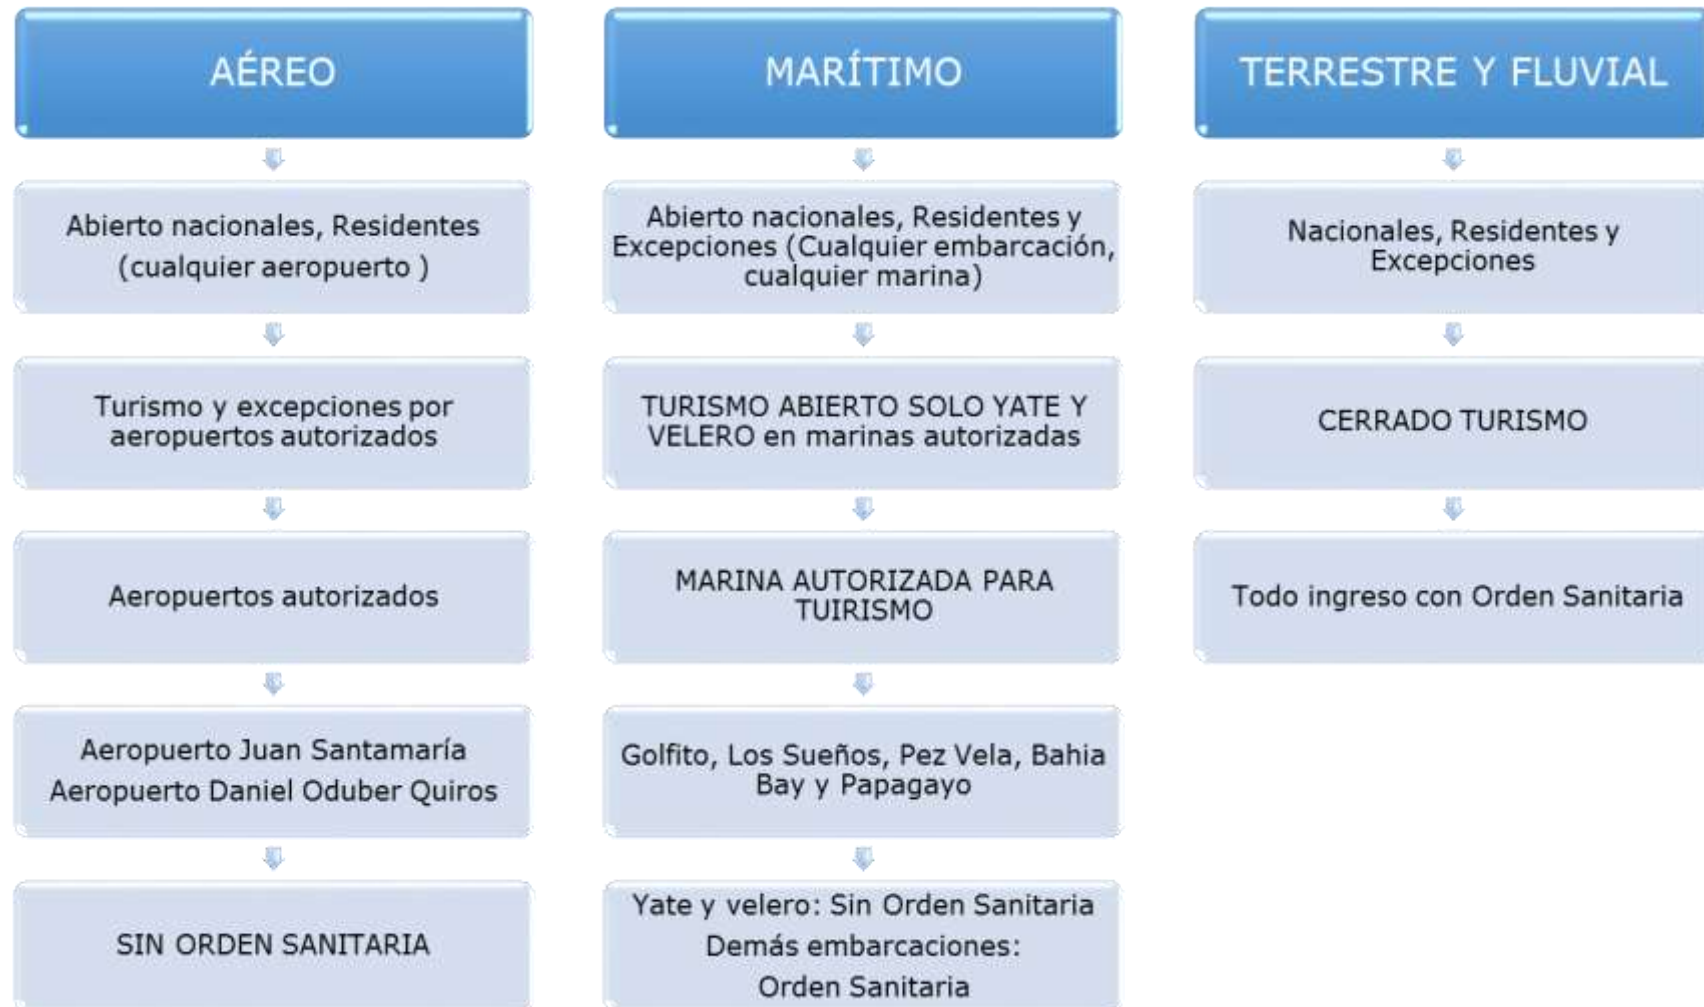 AÉREO
Abierto nacionales, Residentes
(cualquier aeropuerto )
Turismo y excepciones por
aeropuertos autorizados
Aeropuertos autorizados
Aeropuerto Juan Santamaría
Aeropuerto Daniel Oduber Quiros
SIN ORDEN SANITARIA
MARÍTIMO
Abierto nacionales, Residentes y
Excepciones (Cualquier embarcación,
cualquier marina)
TURISMO ABIERTO SOLO YATE Y
VELERO en marinas autorizadas
MARINA AUTORIZADA PARA
TUIRISMO
Golfito, Los Sueños, Pez Vela, Bahia
Bay y Papagayo
Yate y velero: Sin Orden Sanitaria
Demás embarcaciones:
Orden Sanitaria
TERRESTRE Y FLUVIAL
Nacionales, Residentes y
Excepciones
CERRADO TURISMO
Todo ingreso con Orden Sanitaria